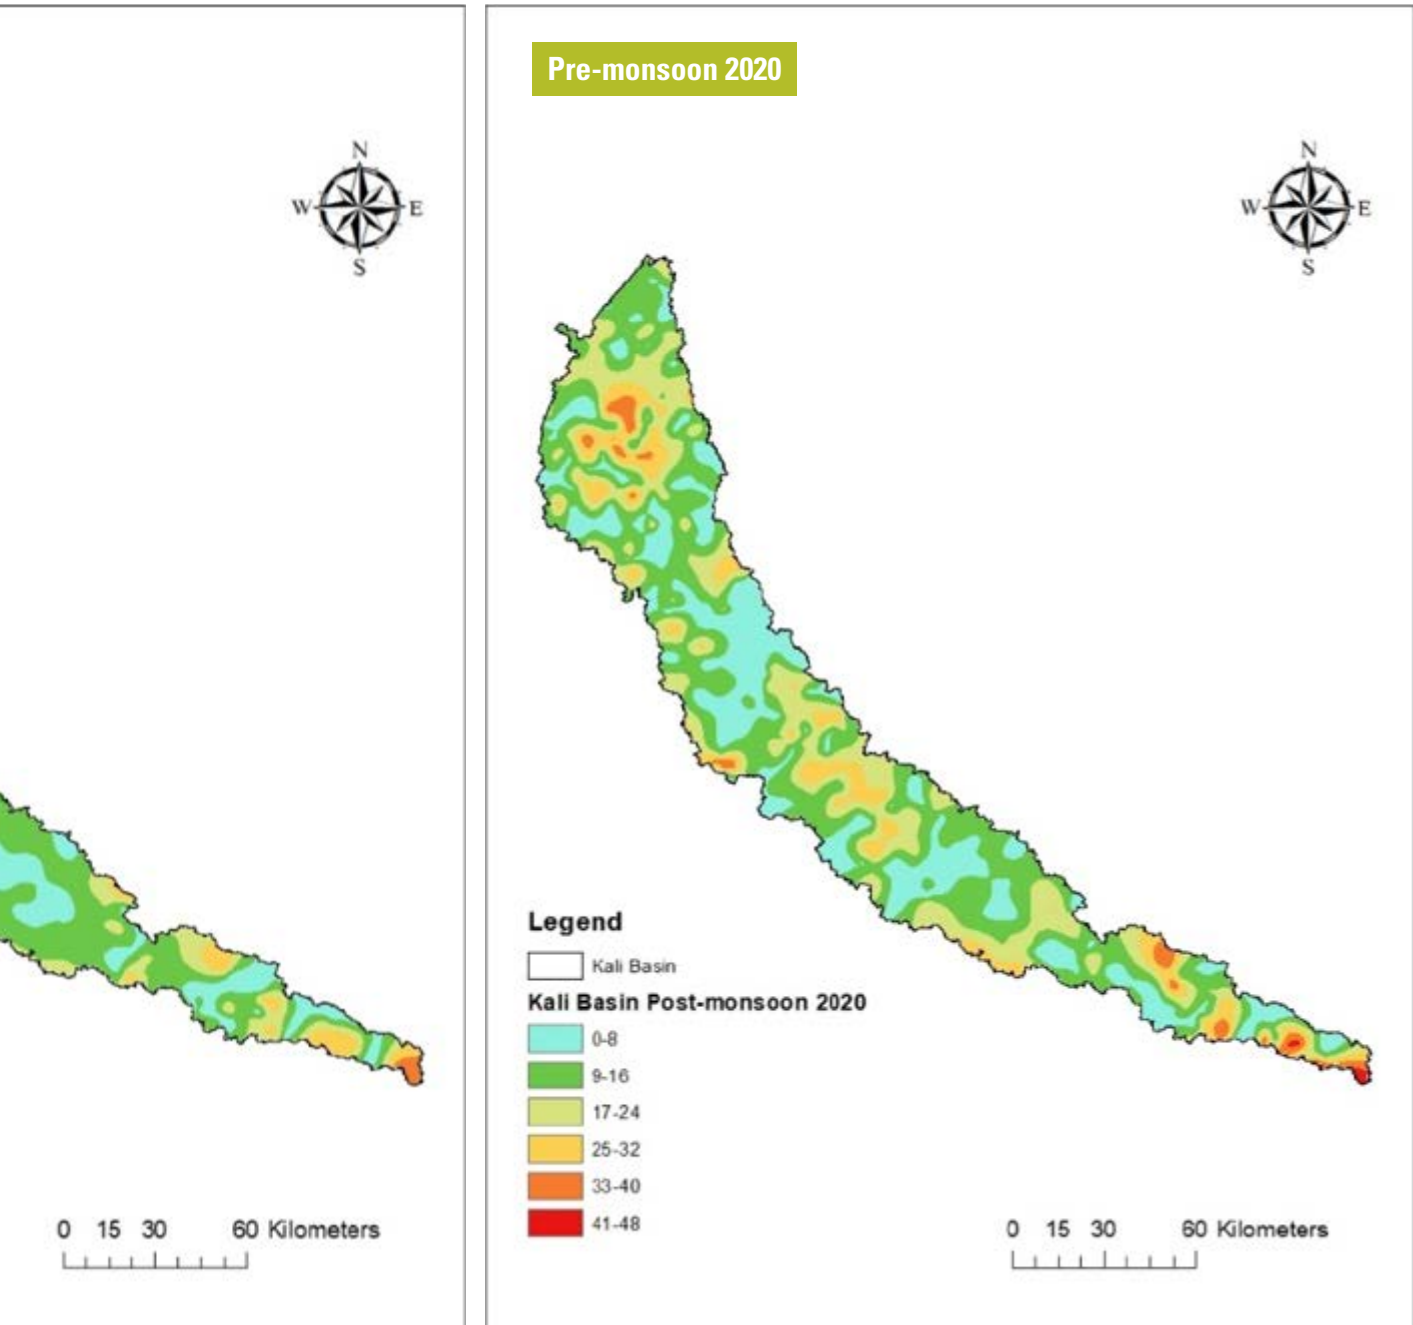 N
W E
S
0 15 30 60 Kilometers
Pre-monsoon 2020
N
W E
S
Legend
Kali Basin
Kali Basin Post-monsoon 2020
0-8
9-16
17-24
25-32
33-40
41-48
0 15 30 60 Kilometers